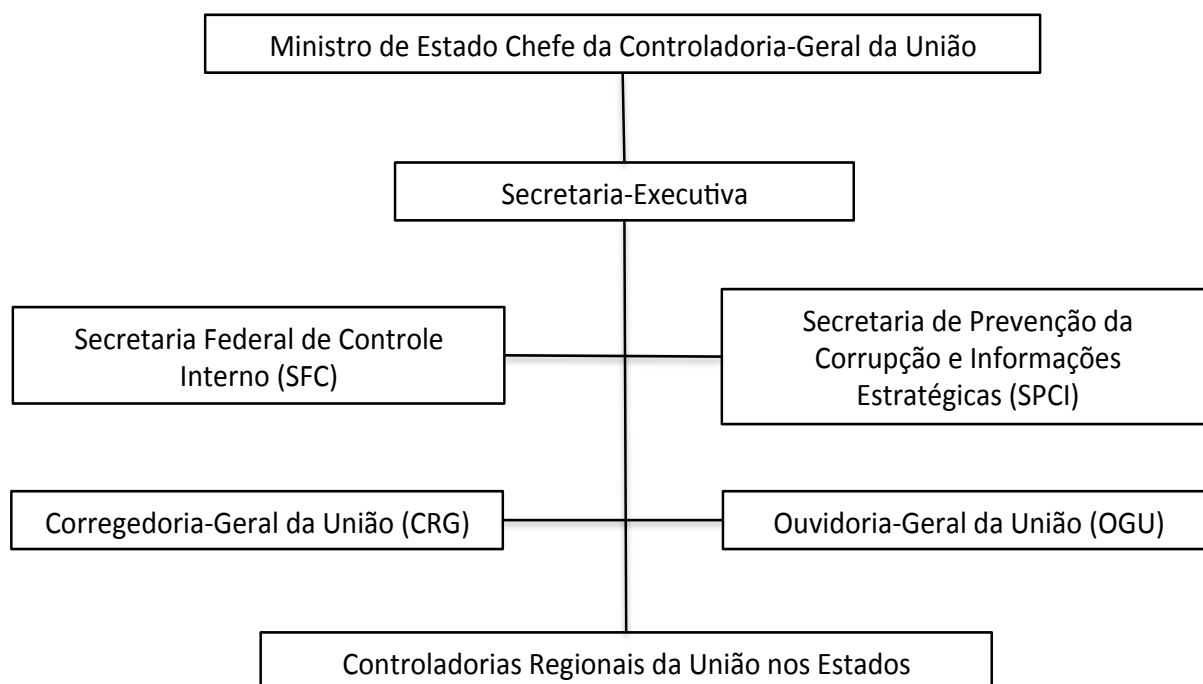 Ministro de Estado Chefe da Controladoria-Geral da União
Secretaria-Executiva
Secretaria Federal de Controle
Interno (SFC)
Secretaria de Prevenção da
Corrupção e Informações
Estratégicas (SPCI)
Corregedoria-Geral da União (CRG)
Ouvidoria-Geral da União (OGU)
Controladorias Regionais da União nos Estados